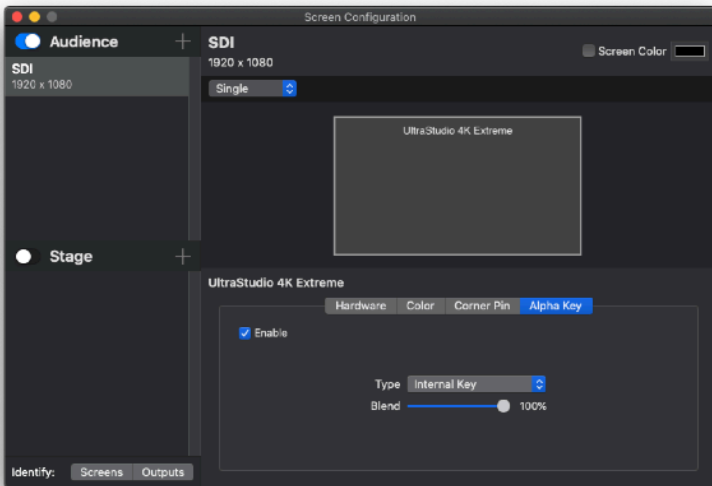 Screen Configuration
Audience
SDI
1920 x 1080
Stage
Identify: Screens Outputs
SDI
1920 x 1080
Screen Color
Single
UltraStudio 4K Extreme
UltraStudio 4K Extreme
Hardware Color Corner Pin Alpha Key
Enable
Type Internal Key
Blend 100%